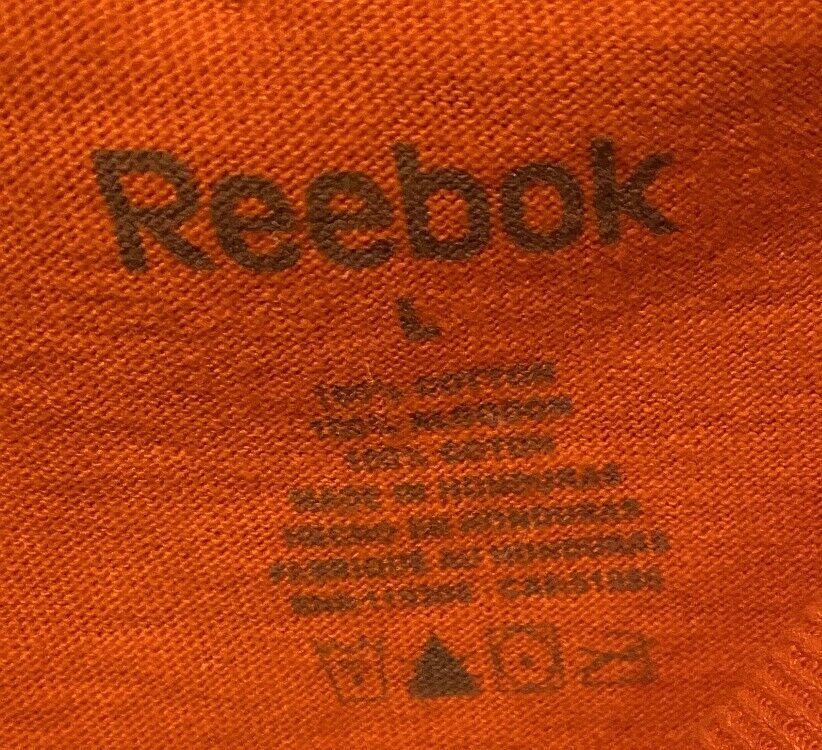 Reebok
L
100% COTTON
100% ALGODON
100% COTON
MADE IN HONDURAS
HECHO EN HONDURAS
FABRIQUE AU HONDURAS